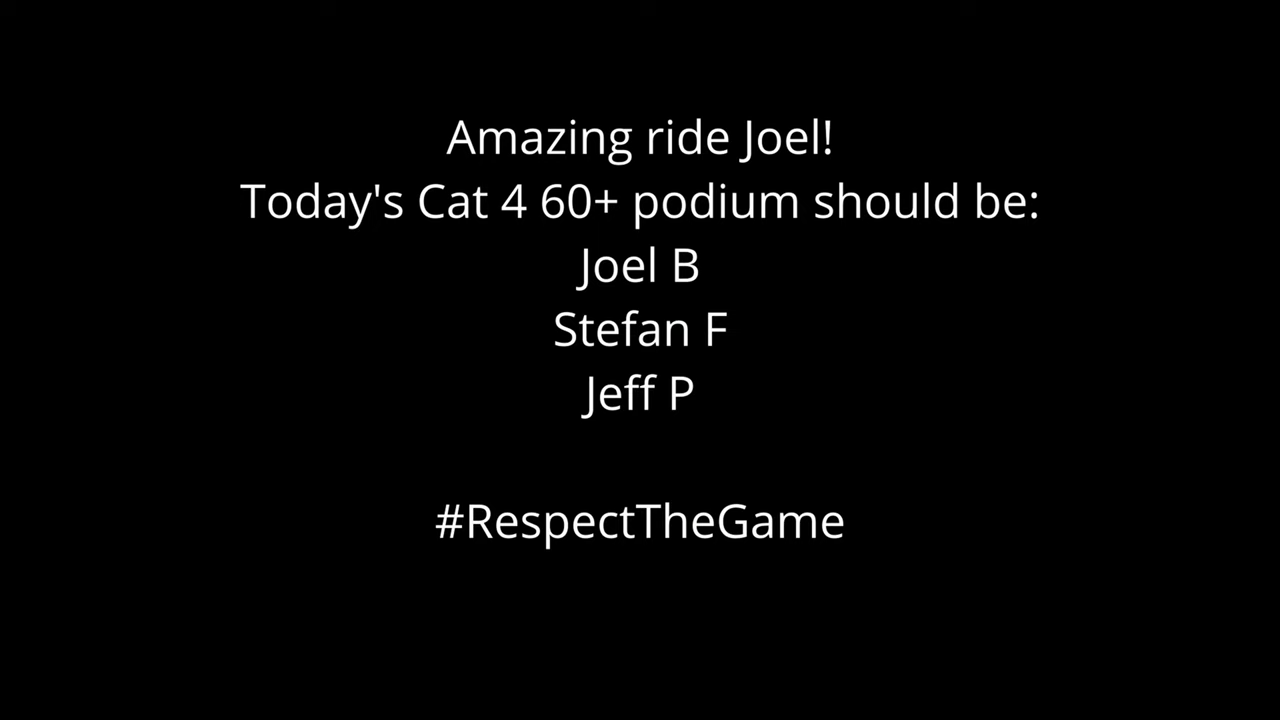 Amazing ride Joel!
Today's Cat 4 60+ podium should be:
Joel B
Stefan F
Jeff P
#RespectTheGame